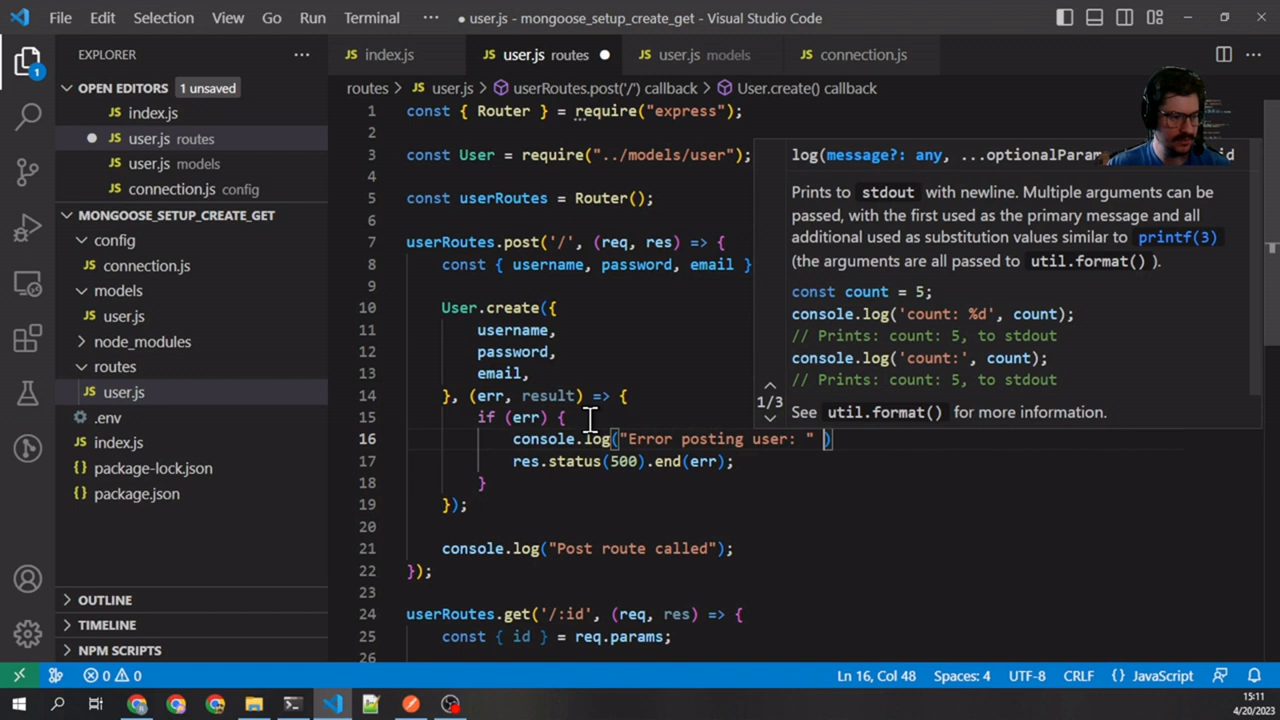 File Edit Selection View Go Run Terminal ··· ● user.js - mongoose_setup_create_get - Visual Studio Code
EXPLORER ···
JS index.js JS user.js routes ● JS user.js models JS connection.js ···
OPEN EDITORS 1 unsaved
JS index.js
● JS user.js routes
JS user.js models
JS connection.js config
MONGOOSE_SETUP_CREATE_GET
config
JS connection.js
models
JS user.js
node_modules
routes
JS user.js
.env
JS index.js
{} package-lock.json
{} package.json
OUTLINE
TIMELINE
NPM SCRIPTS
1
routes > JS user.js > userRoutes.post('/') callback > User.create() callback
1 const { Router } = require("express");
2
3 const User = require("../models/user");
4
5 const userRoutes = Router();
6
7 userRoutes.post('/', (req, res) => {
8 const { username, password, email }
9
10 User.create({
11 username,
12 password,
13 email,
14 }, (err, result) => {
15 if (err) {
16 console.log("Error posting user: " )
17 res.status(500).end(err);
18 }
19 });
20
21 console.log("Post route called");
22 });
23
24 userRoutes.get('/:id', (req, res) => {
25 const { id } = req.params;
26
log(message?: any, ...optionalPara
Prints to stdout with newline. Multiple arguments can be
passed, with the first used as the primary message and all
additional used as substitution values similar to printf(3)
(the arguments are all passed to util.format() ).
const count = 5;
console.log('count: %d', count);
// Prints: count: 5, to stdout
console.log('count:', count);
// Prints: count: 5, to stdout
1/3
See util.format() for more information.
0 0 Ln 16, Col 48 Spaces: 4 UTF-8 CRLF {} JavaScript
15:11
4/20/2023